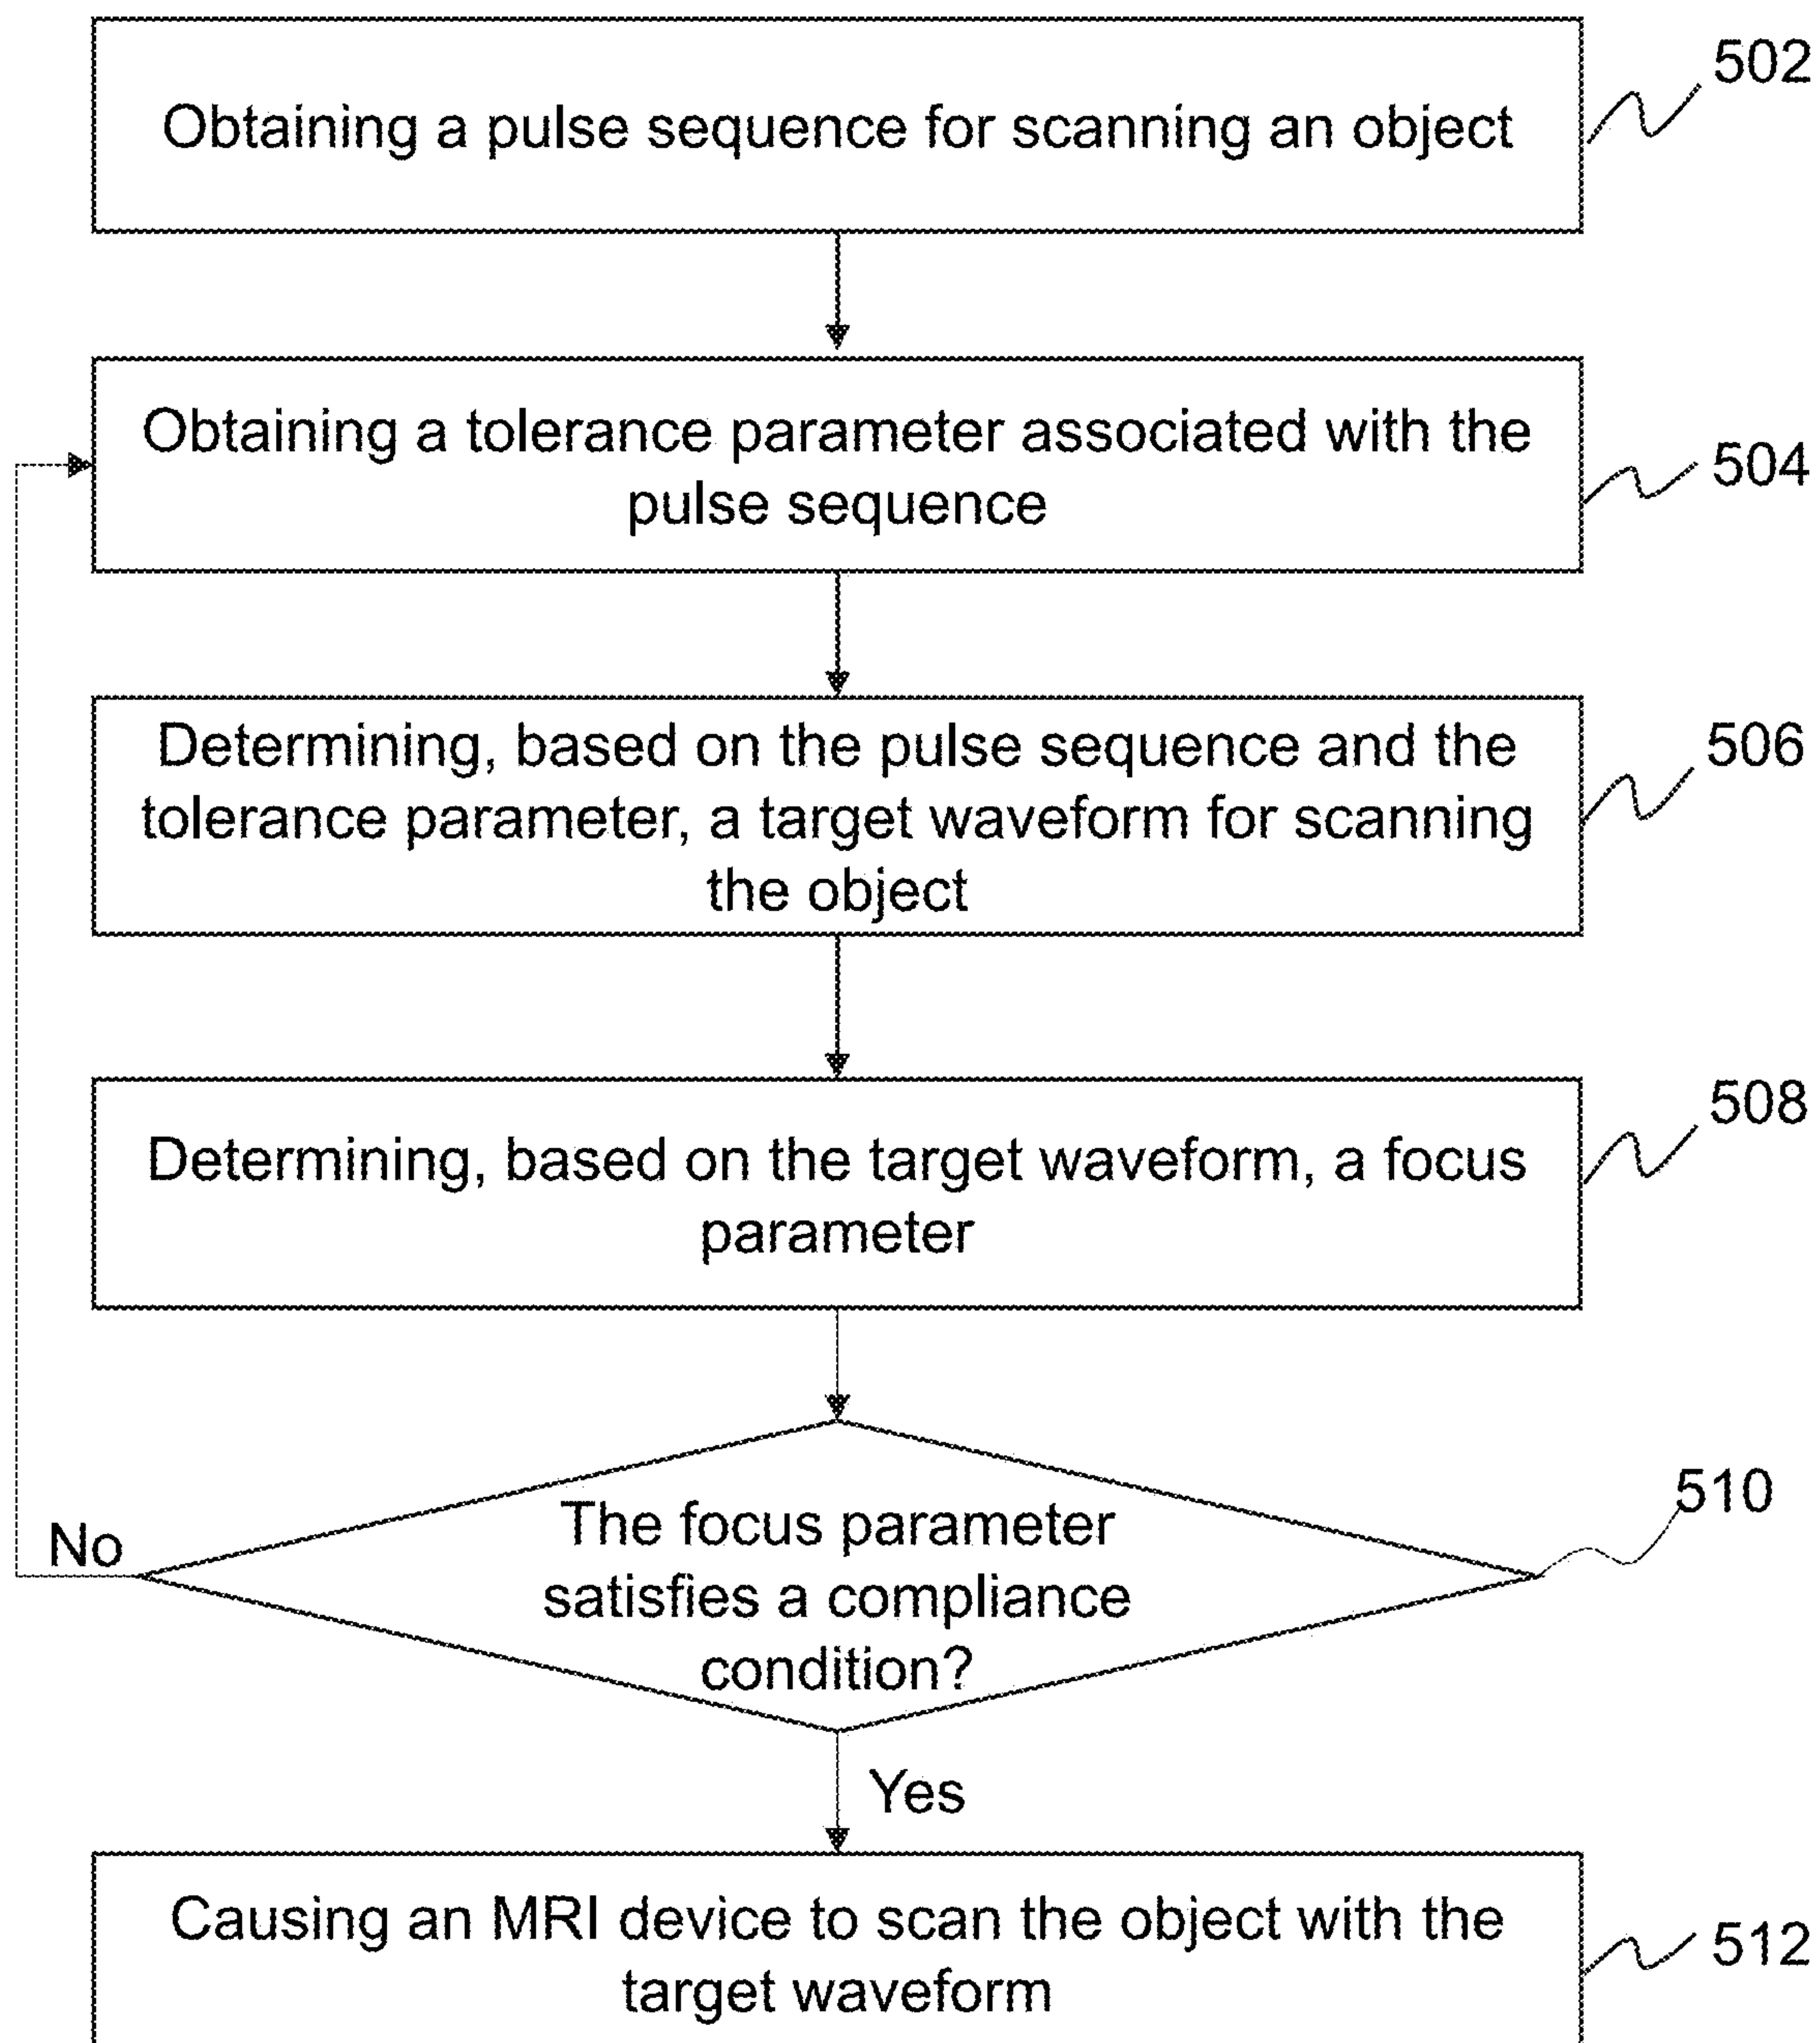 Obtaining a pulse sequence for scanning an object
502
Obtaining a tolerance parameter associated with the
pulse sequence
504
Determining, based on the pulse sequence and the
tolerance parameter, a target waveform for scanning
the object
506
Determining, based on the target waveform, a focus
parameter
508
The focus parameter
satisfies a compliance
condition?
510
No
Yes
Causing an MRI device to scan the object with the
target waveform
512